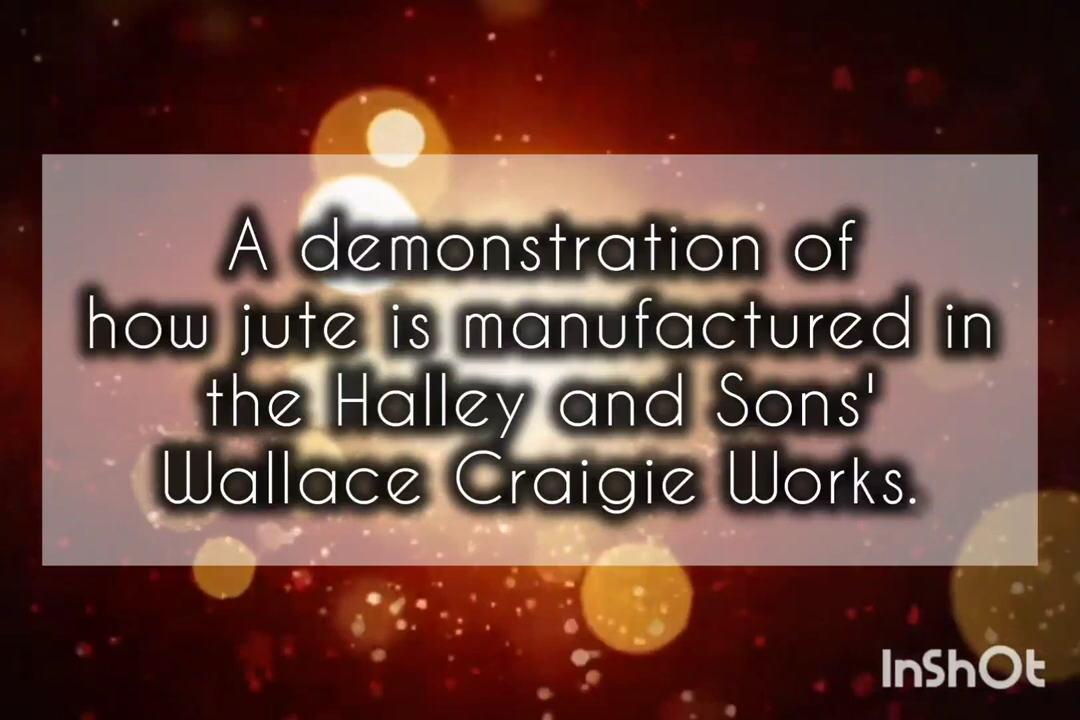 A demonstration of
how jute is manufactured in
the Halley and Sons'
Wallace Craigie Works.
InShOt